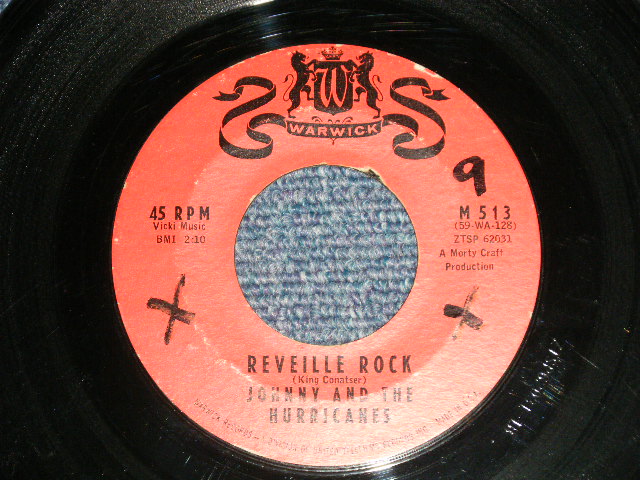 W
WARWICK
9
45 RPM
Vicki Music
BMI 2:10
M 513
(59-WA-128)
ZTSP 62031
A Morty Craft
Production
REVEILLE ROCK
(King Conatser)
JOHNNY AND THE
HURRICANES